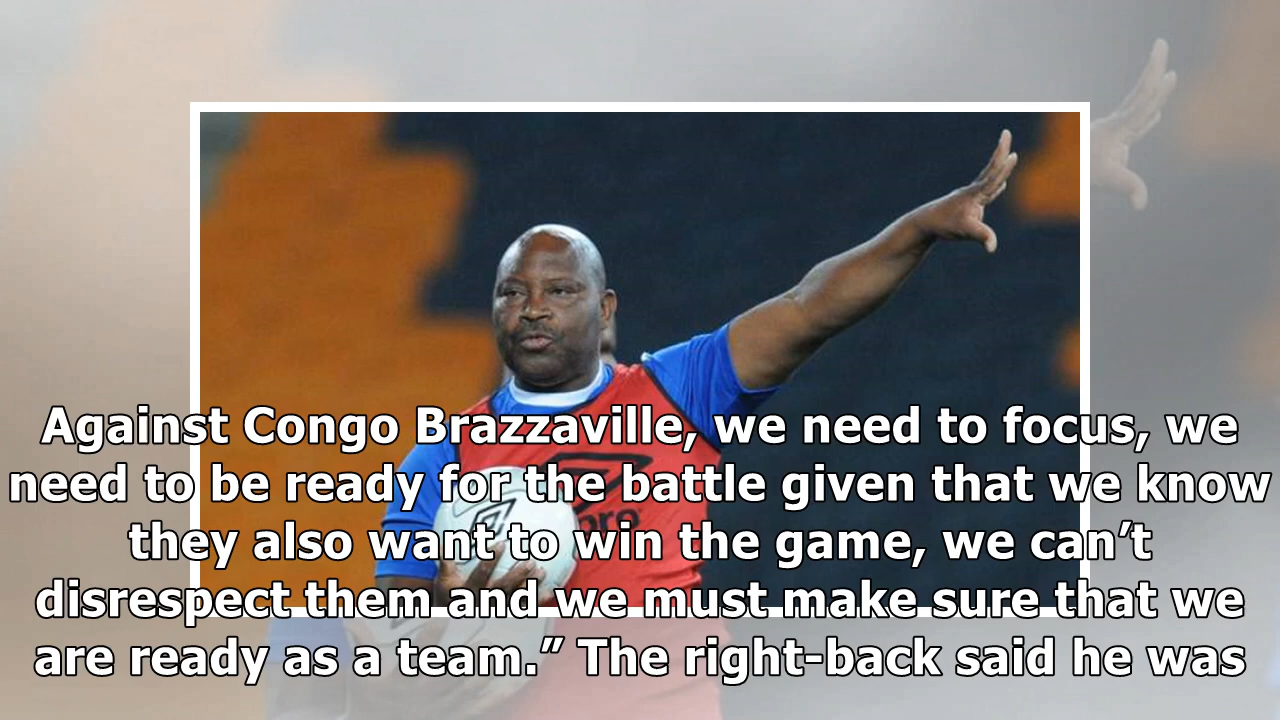 Against Congo Brazzaville, we need to focus, we
need to be ready for the battle given that we know
they also want to win the game, we can’t
disrespect them and we must make sure that we
are ready as a team.” The right-back said he was